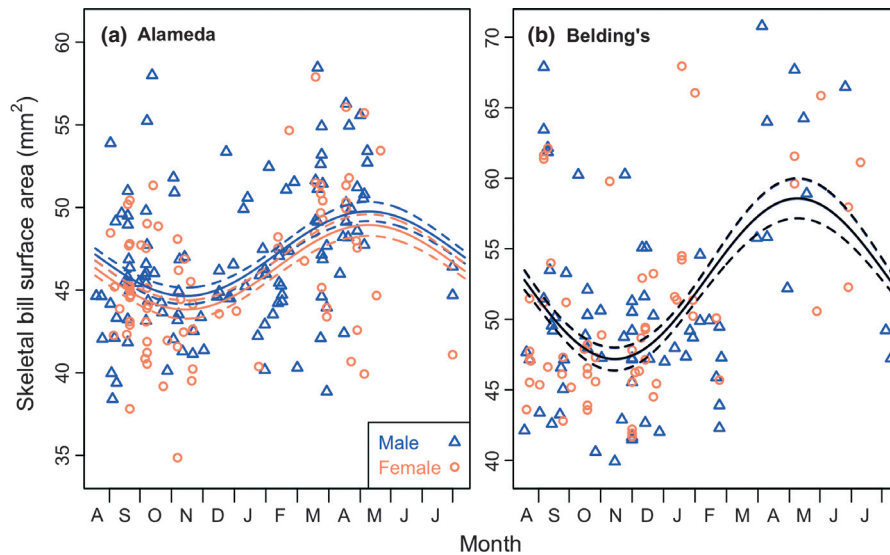 (a) Alameda
(b) Belding's
Skeletal bill surface area (mm²)
60
55
50
45
40
35
70
65
60
55
50
45
40
Male
Female
A S O N D J F M A M J J
A S O N D J F M A M J J
Month